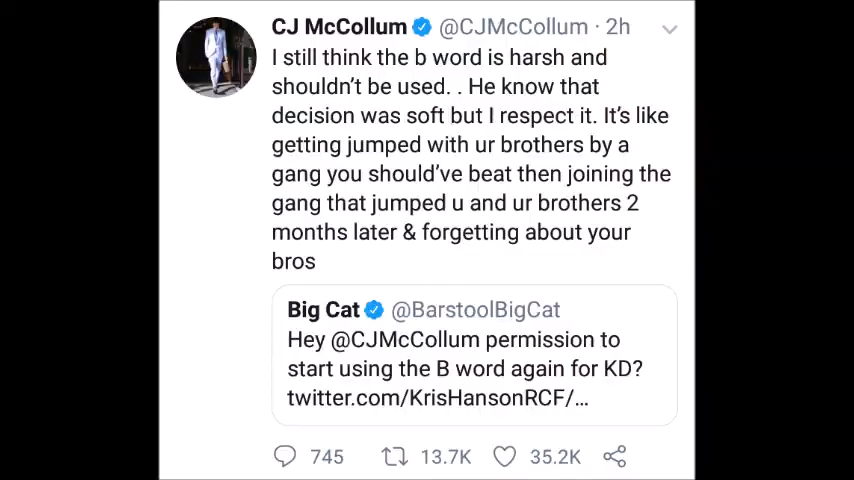 CJ McCollum @CJMcCollum · 2h
I still think the b word is harsh and
shouldn't be used. . He know that
decision was soft but I respect it. It's like
getting jumped with ur brothers by a
gang you should've beat then joining the
gang that jumped u and ur brothers 2
months later & forgetting about your
bros
Big Cat @BarstoolBigCat
Hey @CJMcCollum permission to
start using the B word again for KD?
twitter.com/KrisHansonRCF/...
745 13.7K 35.2K